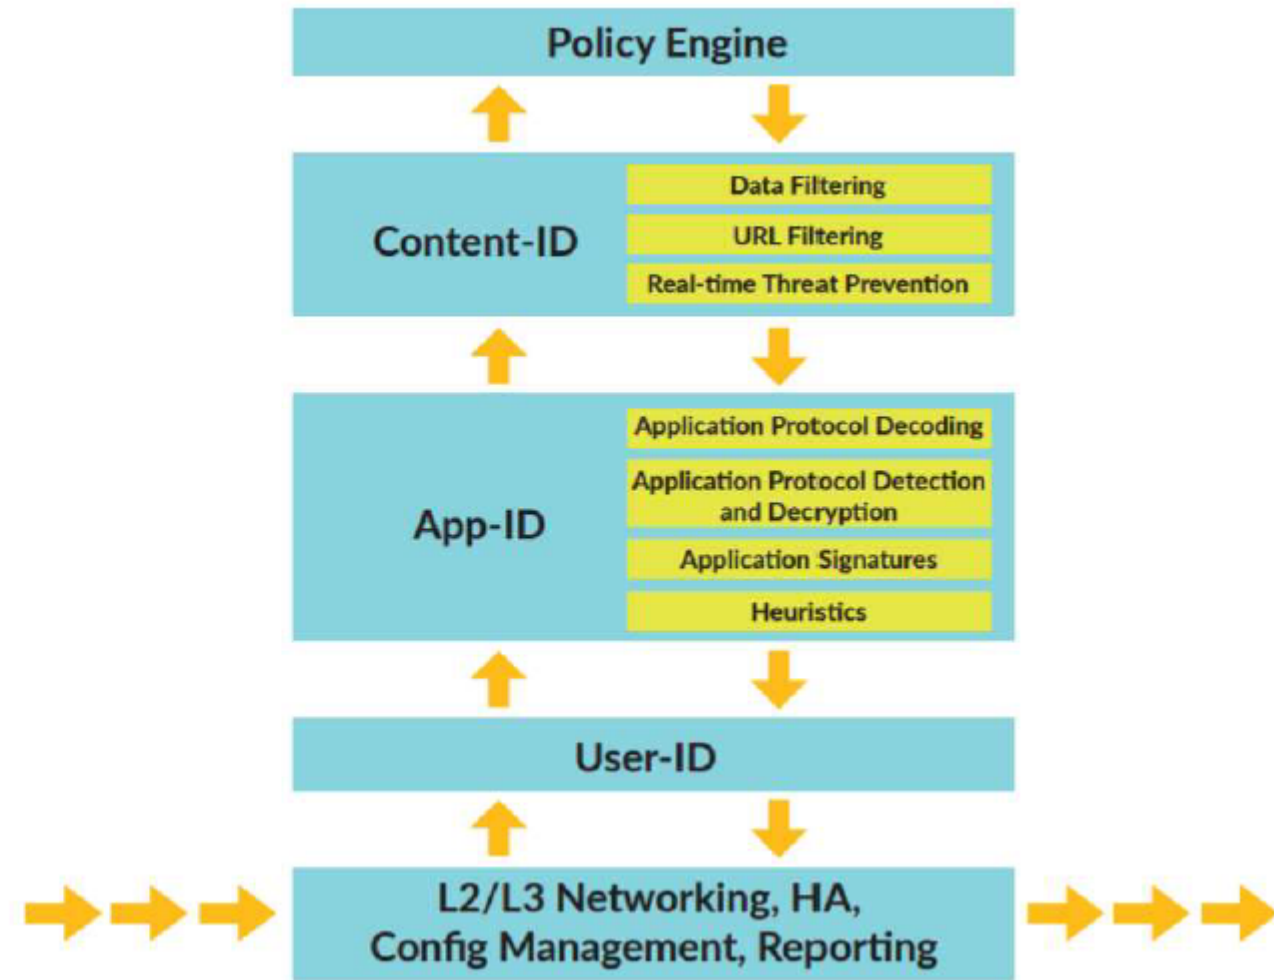 Policy Engine
Content-ID
Data Filtering
URL Filtering
Real-time Threat Prevention
App-ID
Application Protocol Decoding
Application Protocol Detection
and Decryption
Application Signatures
Heuristics
User-ID
L2/L3 Networking, HA,
Config Management, Reporting